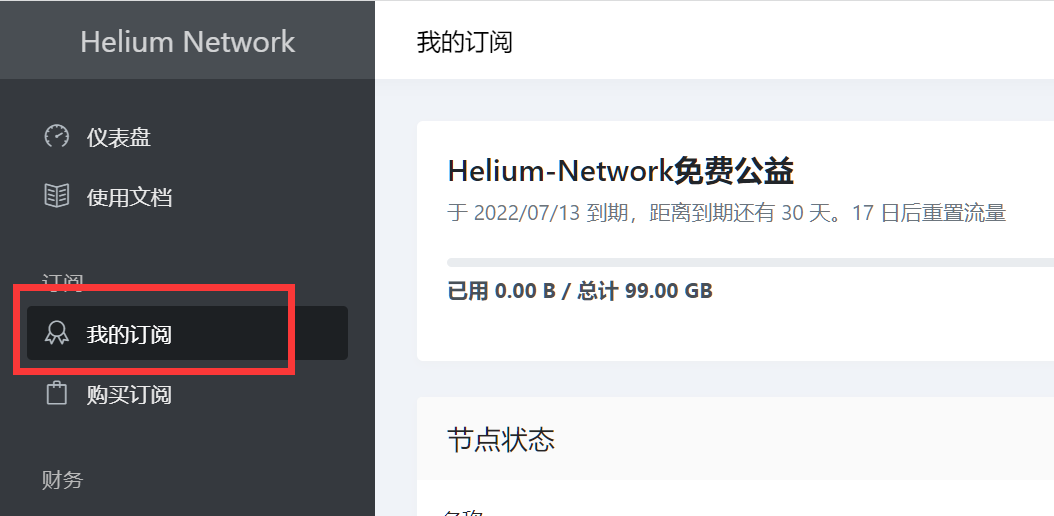 Helium Network
我的订阅
仪表盘
使用文档
订阅
我的订阅
购买订阅
财务
Helium-Network免费公益
于 2022/07/13 到期，距离到期还有 30 天。17 日后重置流量
已用 0.00 B / 总计 99.00 GB
节点状态
名称